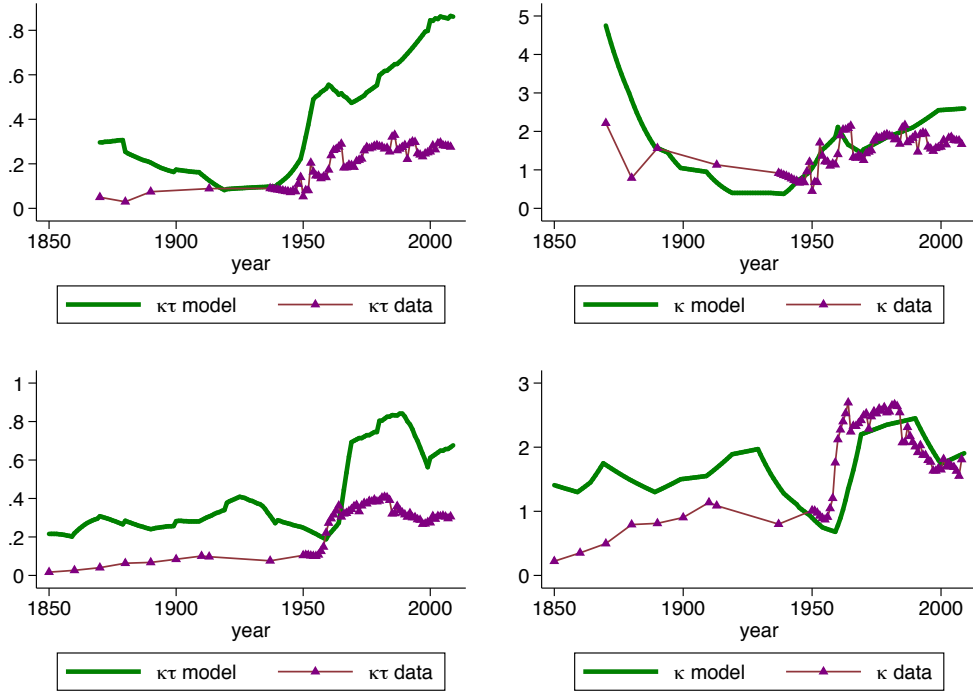 .8
.6
.4
.2
0
1850 1900 1950 2000
year
κτ model κτ data
5
4
3
2
1
0
1850 1900 1950 2000
year
κ model κ data
1
.8
.6
.4
.2
0
1850 1900 1950 2000
year
κτ model κτ data
3
2
1
0
1850 1900 1950 2000
year
κ model κ data